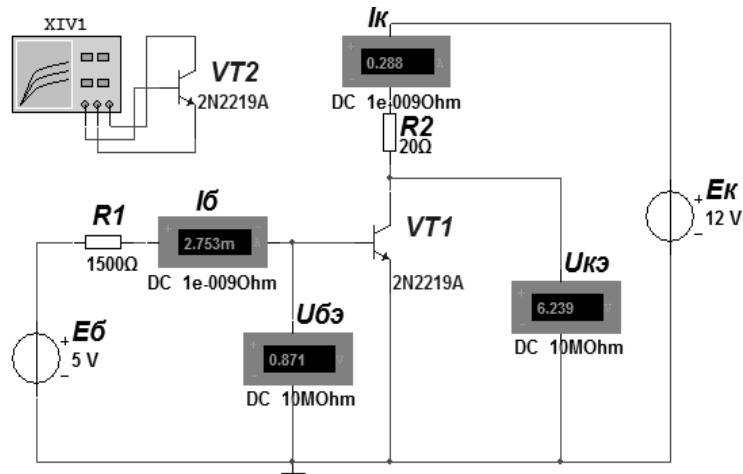 XIV1
VT2
2N2219A
Iк
0.288 A
DC 1e-009Ohm
R2
20Ω
Eк
12 V
R1
1500Ω
Iб
2.753m A
DC 1e-009Ohm
VT1
2N2219A
Uкэ
6.239 V
DC 10MOhm
Eб
5 V
Uбэ
0.871 V
DC 10MOhm